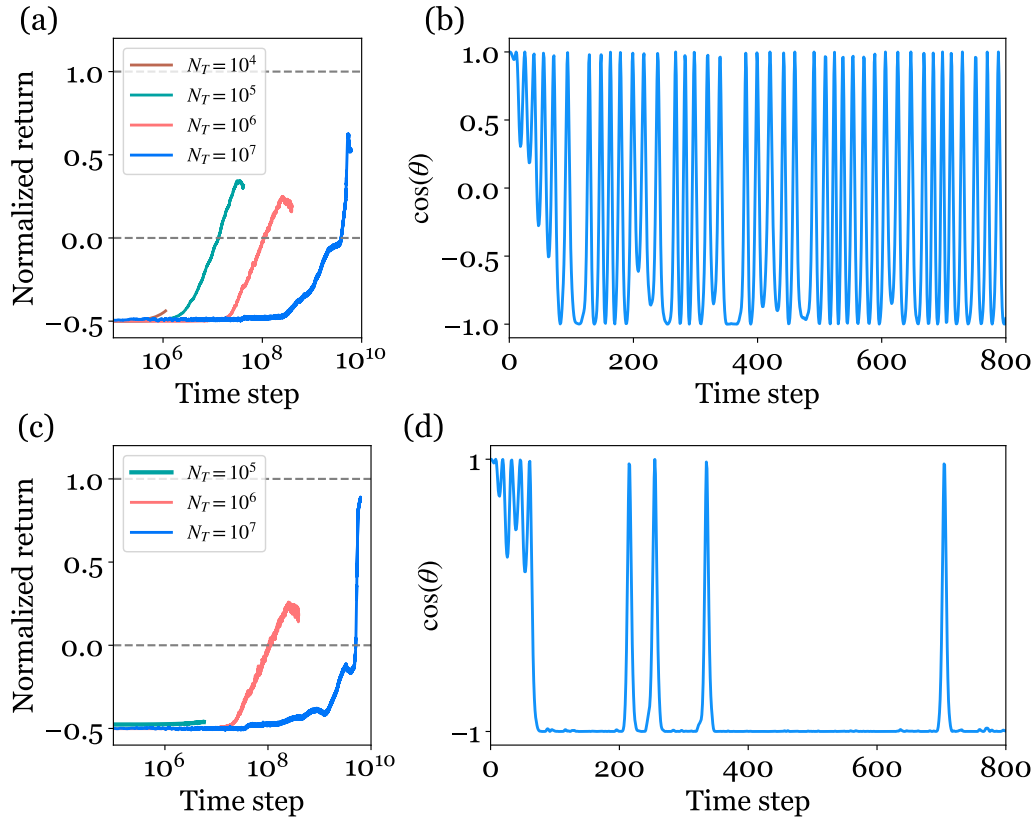 (a)
Normalized return
1.0
0.5
0.0
−0.5
N_T = 10^4
N_T = 10^5
N_T = 10^6
N_T = 10^7
10^6
10^8
10^10
Time step
(b)
cos(θ)
1.0
0.5
0.0
−0.5
−1.0
0
200
400
600
800
Time step
(c)
Normalized return
1.0
0.5
0.0
−0.5
N_T = 10^5
N_T = 10^6
N_T = 10^7
10^6
10^8
10^10
Time step
(d)
cos(θ)
1
−1
0
200
400
600
800
Time step